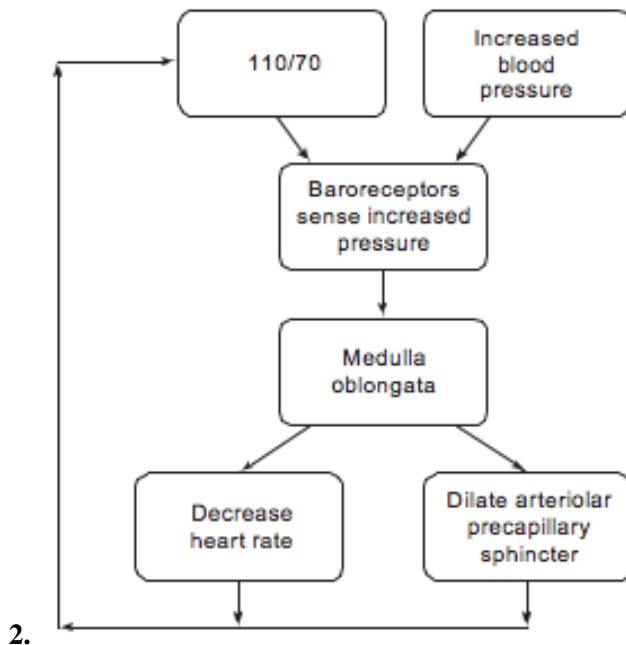 110/70
Increased
blood
pressure
Baroreceptors
sense increased
pressure
Medulla
oblongata
Decrease
heart rate
Dilate arteriolar
precapillary
sphincter
2.